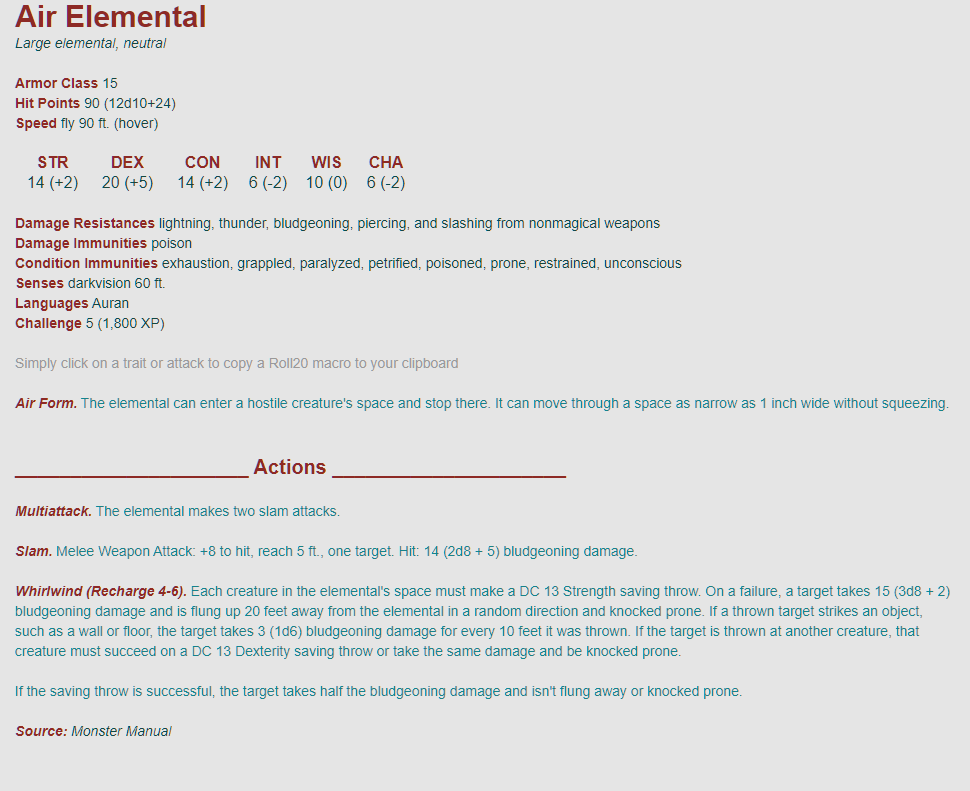 Air Elemental
Large elemental, neutral
Armor Class 15
Hit Points 90 (12d10+24)
Speed fly 90 ft. (hover)
STR DEX CON INT WIS CHA
14 (+2) 20 (+5) 14 (+2) 6 (-2) 10 (0) 6 (-2)
Damage Resistances lightning, thunder, bludgeoning, piercing, and slashing from nonmagical weapons
Damage Immunities poison
Condition Immunities exhaustion, grappled, paralyzed, petrified, poisoned, prone, restrained, unconscious
Senses darkvision 60 ft.
Languages Auran
Challenge 5 (1,800 XP)
Simply click on a trait or attack to copy a Roll20 macro to your clipboard
Air Form. The elemental can enter a hostile creature's space and stop there. It can move through a space as narrow as 1 inch wide without squeezing.
Actions
Multiattack. The elemental makes two slam attacks.
Slam. Melee Weapon Attack: +8 to hit, reach 5 ft., one target. Hit: 14 (2d8 + 5) bludgeoning damage.
Whirlwind (Recharge 4-6). Each creature in the elemental's space must make a DC 13 Strength saving throw. On a failure, a target takes 15 (3d8 + 2)
bludgeoning damage and is flung up 20 feet away from the elemental in a random direction and knocked prone. If a thrown target strikes an object,
such as a wall or floor, the target takes 3 (1d6) bludgeoning damage for every 10 feet it was thrown. If the target is thrown at another creature, that
creature must succeed on a DC 13 Dexterity saving throw or take the same damage and be knocked prone.
If the saving throw is successful, the target takes half the bludgeoning damage and isn't flung away or knocked prone.
Source: Monster Manual